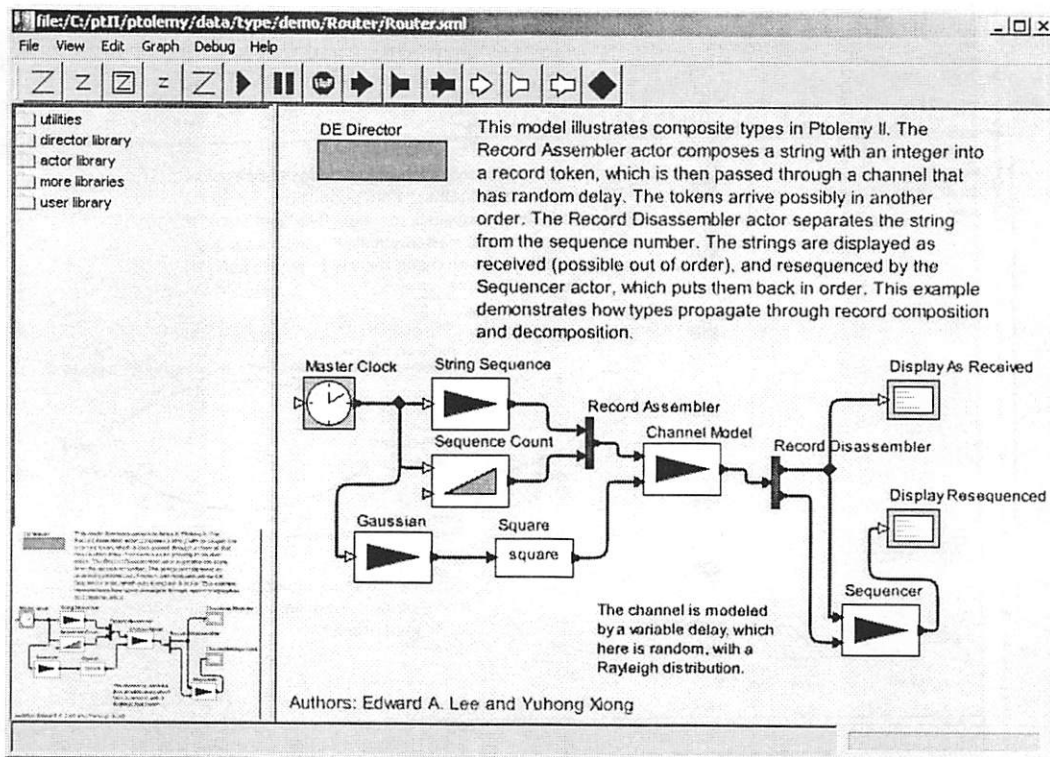 file:/C:/ptII/ptolemy/data/type/demo/Router/Router.xml
File View Edit Graph Debug Help
utilities
director library
actor library
more libraries
user library
DE Director
This model illustrates composite types in Ptolemy II. The
Record Assembler actor composes a string with an integer into
a record token, which is then passed through a channel that
has random delay. The tokens arrive possibly in another
order. The Record Disassembler actor separates the string
from the sequence number. The strings are displayed as
received (possible out of order), and resequenced by the
Sequencer actor, which puts them back in order. This example
demonstrates how types propagate through record composition
and decomposition.
Master Clock
String Sequence
Display As Received
Record Assembler
Sequence Count
Channel Model
Record Disassembler
Display Resequenced
Gaussian
Square
square
Sequencer
The channel is modeled
by a variable delay, which
here is random, with a
Rayleigh distribution.
Authors: Edward A. Lee and Yuhong Xiong